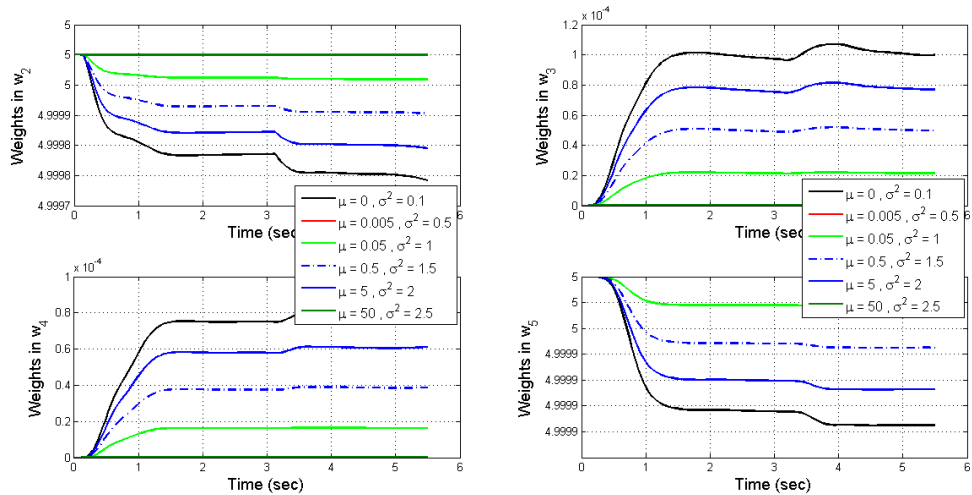 5
5
4.9999
4.9999
4.9998
4.9998
4.9997
Weights in w2
0 1 2 3 4 5 6
Time (sec)
μ = 0 , σ2 = 0.1
μ = 0.005 , σ2 = 0.5
μ = 0.05 , σ2 = 1
μ = 0.5 , σ2 = 1.5
μ = 5 , σ2 = 2
μ = 50 , σ2 = 2.5
x 10-4
1.2
1
0.8
0.6
0.4
0.2
0
Weights in w3
0 1 2 3 4 5 6
Time (sec)
μ = 0 , σ2 = 0.1
μ = 0.005 , σ2 = 0.5
μ = 0.05 , σ2 = 1
μ = 0.5 , σ2 = 1.5
μ = 5 , σ2 = 2
μ = 50 , σ2 = 2.5
x 10-4
1
0.8
0.6
0.4
0.2
0
Weights in w4
0 1 2 3 4 5 6
Time (sec)
5
5
5
4.9999
4.9999
4.9999
4.9999
Weights in w5
0 1 2 3 4 5 6
Time (sec)